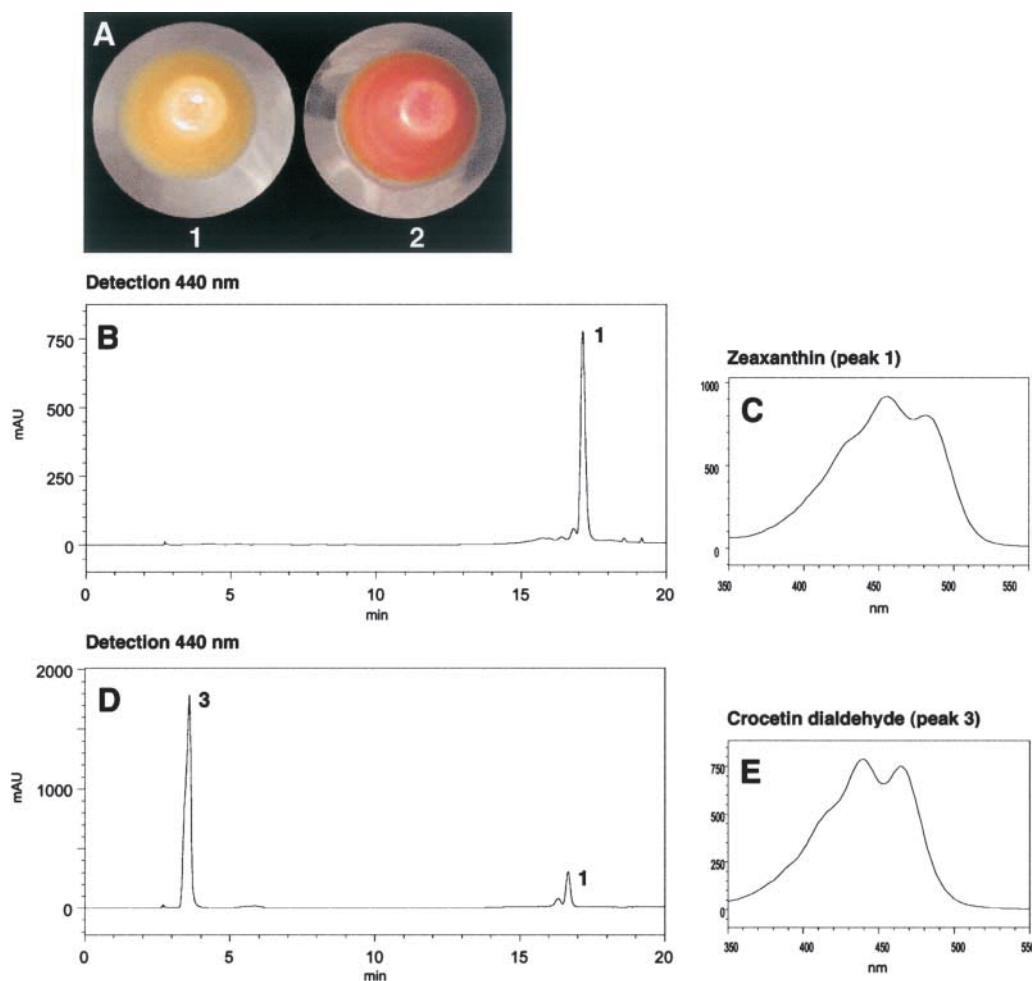 A
1 2
Detection 440 nm
B
1
750
500
250
0
mAU
0 5 10 15 20
min
Zeaxanthin (peak 1)
C
1000
500
0
350 400 450 500 550
nm
Detection 440 nm
D
3
1
2000
1000
0
mAU
0 5 10 15 20
min
Crocetin dialdehyde (peak 3)
E
750
500
250
0
350 400 450 500 550
nm